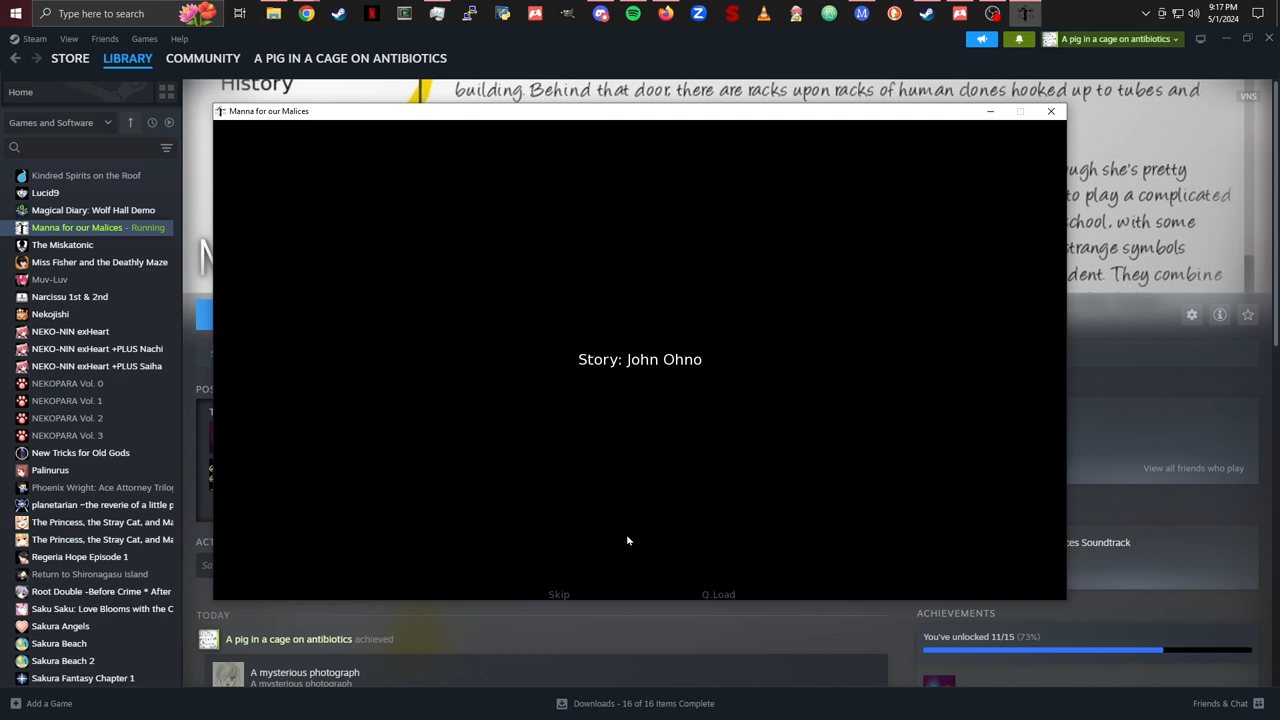 Type here to search
9:17 PM
5/1/2024
Steam View Friends Games Help
A pig in a cage on antibiotics
STORE LIBRARY COMMUNITY A PIG IN A CAGE ON ANTIBIOTICS
Home
Games and Software
Kindred Spirits on the Roof
Lucid9
Magical Diary: Wolf Hall Demo
Manna for our Malices - Running
The Miskatonic
Miss Fisher and the Deathly Maze
Muv-Luv
Narcissu 1st & 2nd
Nekojishi
NEKO-NIN exHeart
NEKO-NIN exHeart +PLUS Nachi
NEKO-NIN exHeart +PLUS Saiha
NEKOPARA Vol. 0
NEKOPARA Vol. 1
NEKOPARA Vol. 2
NEKOPARA Vol. 3
New Tricks for Old Gods
Palinurus
Phoenix Wright: Ace Attorney Trilog
planetarian ~the reverie of a little p
The Princess, the Stray Cat, and Ma
The Princess, the Stray Cat, and Ma
Regeria Hope Episode 1
Return to Shironagasu Island
Root Double -Before Crime * After
Saku Saku: Love Blooms with the C
Sakura Angels
Sakura Beach
Sakura Beach 2
Sakura Fantasy Chapter 1
Add a Game
History
building. Behind that door, there are racks upon racks of human clones hooked up to tubes and
VNS
ough she's pretty
to play a complicated
school, with some
strange symbols
dent. They combine
Manna for our Malices
Story: John Ohno
Skip Q.Load
View all friends who play
ces Soundtrack
TODAY
A pig in a cage on antibiotics achieved
A mysterious photograph
A mysterious photograph
ACHIEVEMENTS
You've unlocked 11/15 (73%)
Downloads - 16 of 16 Items Complete
Friends & Chat